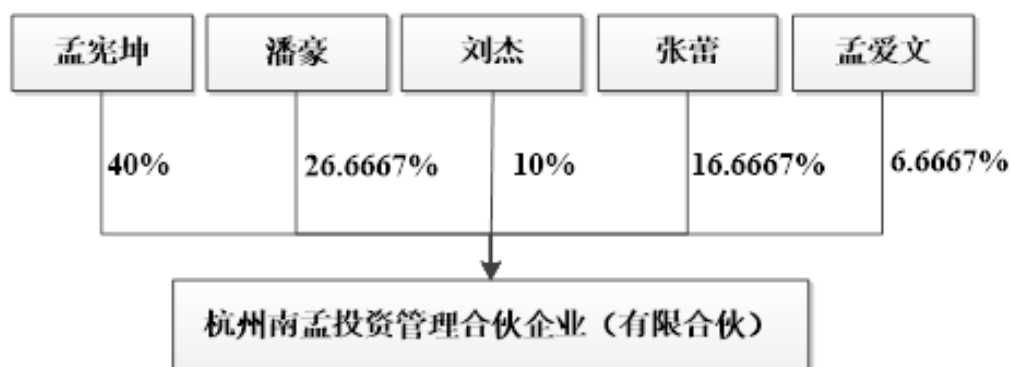 孟宪坤 潘豪 刘杰 张蕾 孟爱文
40% 26.6667% 10% 16.6667% 6.6667%
杭州南孟投资管理合伙企业（有限合伙）